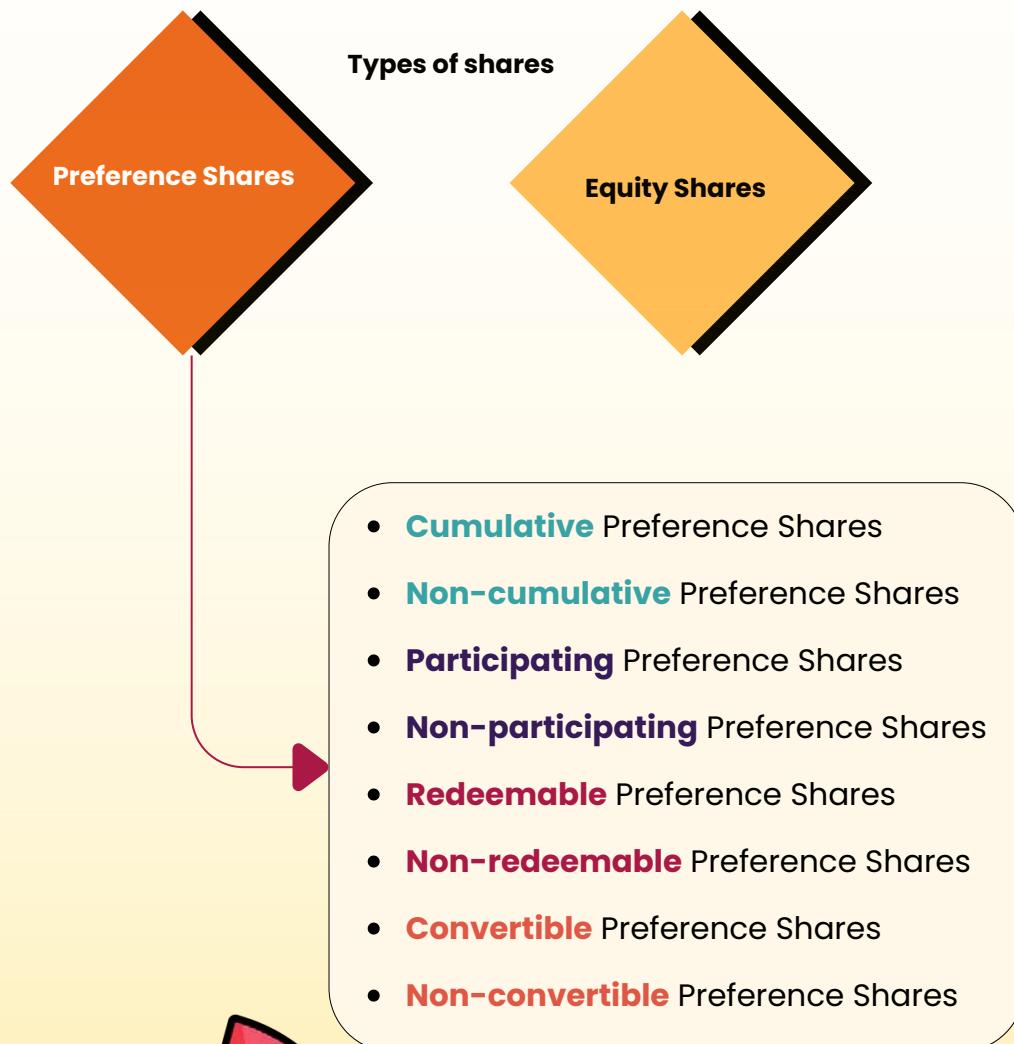 Types of shares
Preference Shares
Equity Shares
Cumulative Preference Shares
Non-cumulative Preference Shares
Participating Preference Shares
Non-participating Preference Shares
Redeemable Preference Shares
Non-redeemable Preference Shares
Convertible Preference Shares
Non-convertible Preference Shares